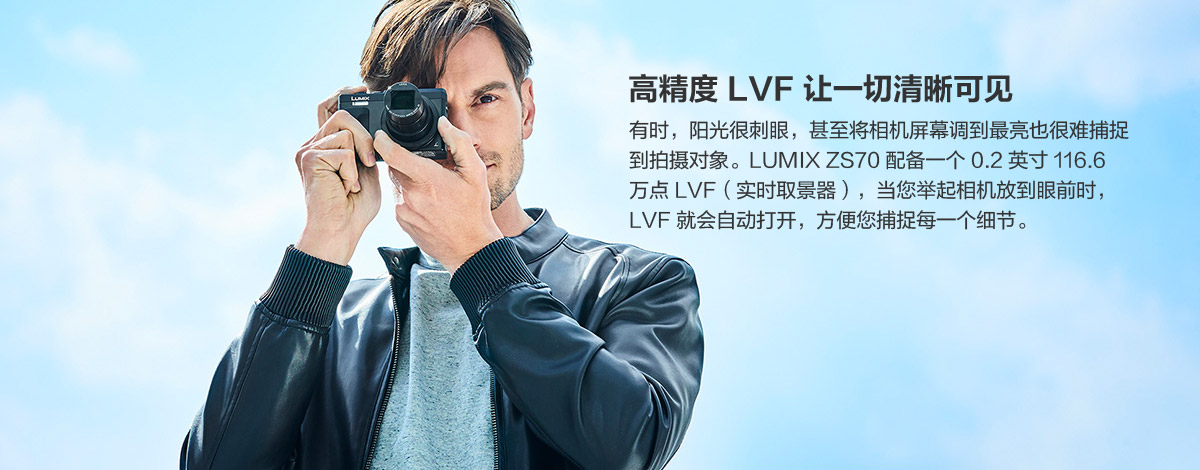 LUMIX
高精度 LVF 让一切清晰可见
有时，阳光很刺眼，甚至将相机屏幕调到最亮也很难捕捉
到拍摄对象。LUMIX ZS70 配备一个 0.2 英寸 116.6
万点 LVF（实时取景器），当您举起相机放到眼前时，
LVF 就会自动打开，方便您捕捉每一个细节。